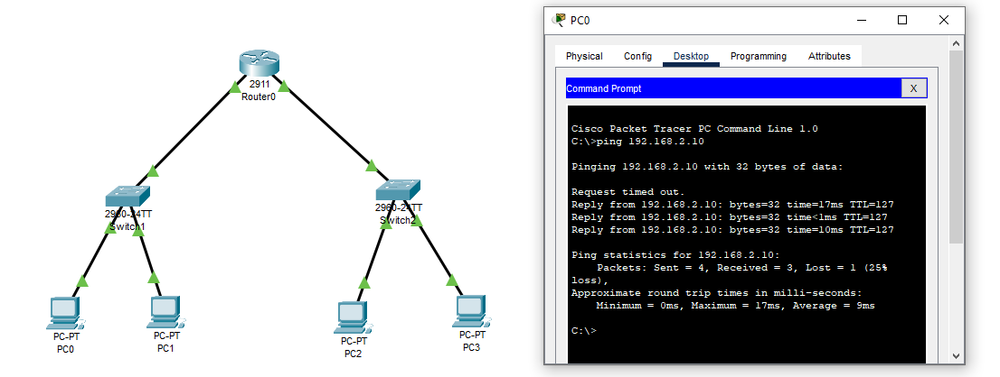 2911
Router0
2960-24TT
Switch1
2960-24TT
Switch2
PC-PT
PC0
PC-PT
PC1
PC-PT
PC2
PC-PT
PC3
PC0
Physical Config Desktop Programming Attributes
Command Prompt X
Cisco Packet Tracer PC Command Line 1.0
C:\>ping 192.168.2.10
Pinging 192.168.2.10 with 32 bytes of data:
Request timed out.
Reply from 192.168.2.10: bytes=32 time=17ms TTL=127
Reply from 192.168.2.10: bytes=32 time<1ms TTL=127
Reply from 192.168.2.10: bytes=32 time=10ms TTL=127
Ping statistics for 192.168.2.10:
Packets: Sent = 4, Received = 3, Lost = 1 (25%
loss),
Approximate round trip times in milli-seconds:
Minimum = 0ms, Maximum = 17ms, Average = 9ms
C:\>